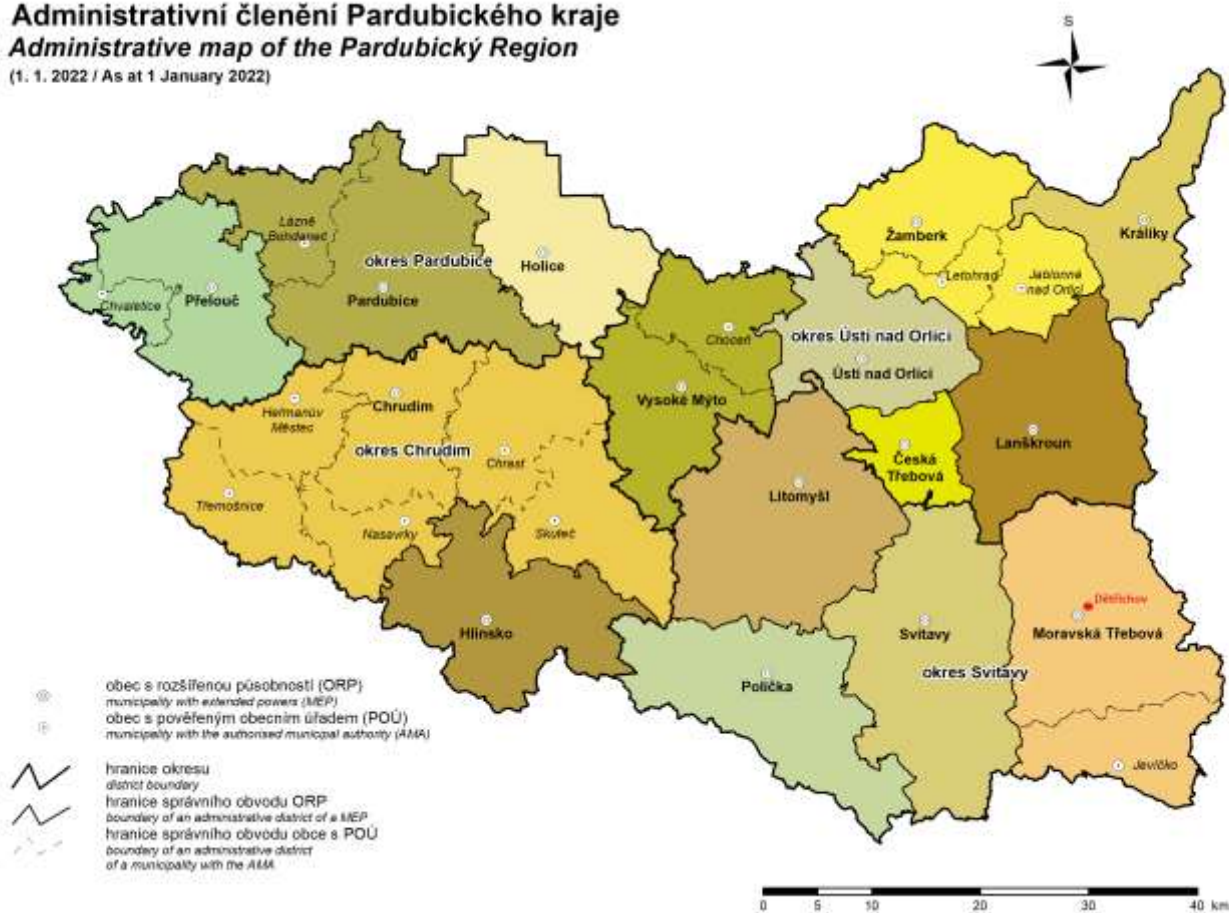 Administrativní členění Pardubického kraje
Administrative map of the Pardubický Region
(1. 1. 2022 / As at 1 January 2022)
S
Lázně
Bohdaneč
okres Pardubice
Holice
Žamberk
Králíky
Chvaletice
Přelouč
Pardubice
Letohrad
Jablonné
nad Orlicí
Choceň
okres Ústí nad Orlicí
Ústí nad Orlicí
Heřmanův
Městec
Chrudim
Vysoké Mýto
okres Chrudim
Chrast
Česká
Třebová
Lanškroun
Třemošnice
Nasavrky
Skuteč
Litomyšl
Hlinsko
Svitavy
Dětřichov
Moravská Třebová
Polička
okres Svitavy
Jevíčko
obec s rozšířenou působností (ORP)
municipality with extended powers (MEP)
obec s pověřeným obecním úřadem (POÚ)
municipality with the authorised municipal authority (AMA)
hranice okresu
district boundary
hranice správního obvodu ORP
boundary of an administrative district of a MEP
hranice správního obvodu obce s POÚ
boundary of an administrative district
of a municipality with the AMA
0 5 10 20 30 40 km